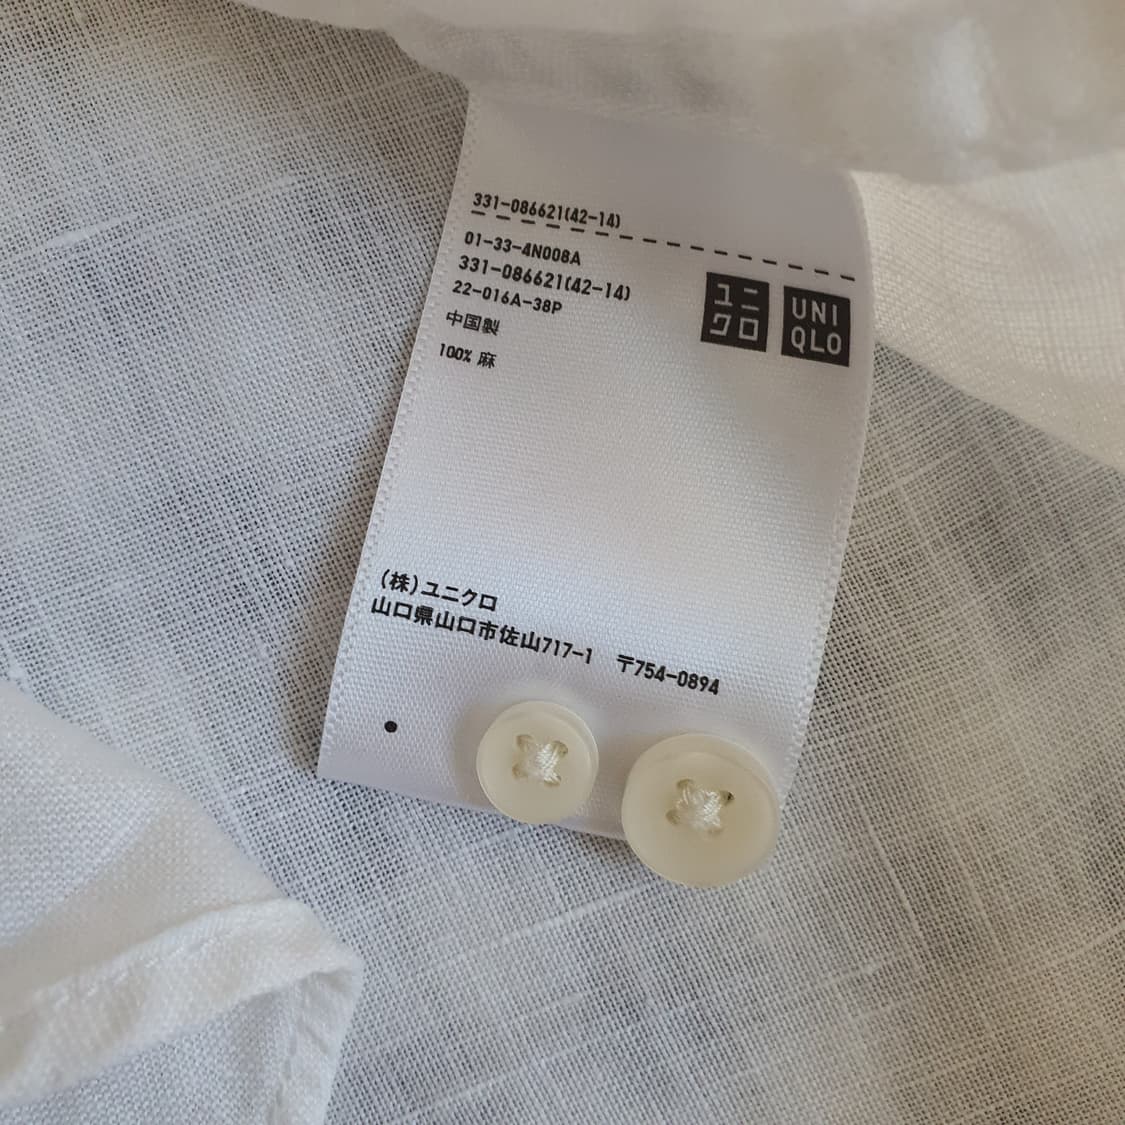 331-086621(42-14)
01-33-4N008A
331-086621(42-14)
22-016A-38P
中国製
100% 麻
ユニ
クロ
UNI
QLO
(株)ユニクロ
山口県山口市佐山717-1 〒754-0894